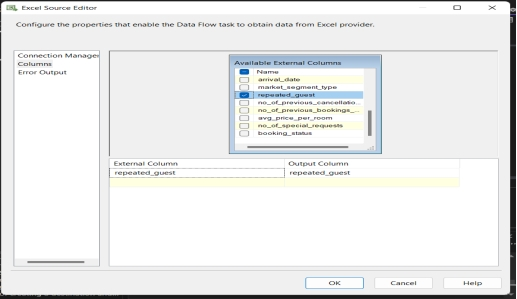 Excel Source Editor
Configure the properties that enable the Data Flow task to obtain data from Excel provider.
Connection Manager
Columns
Error Output
Available External Columns
Name
arrival_date
market_segment_type
repeated_guest
no_of_previous_cancellatio...
no_of_previous_bookings_...
avg_price_per_room
no_of_special_requests
booking_status
External Column Output Column
repeated_guest repeated_guest
OK Cancel Help